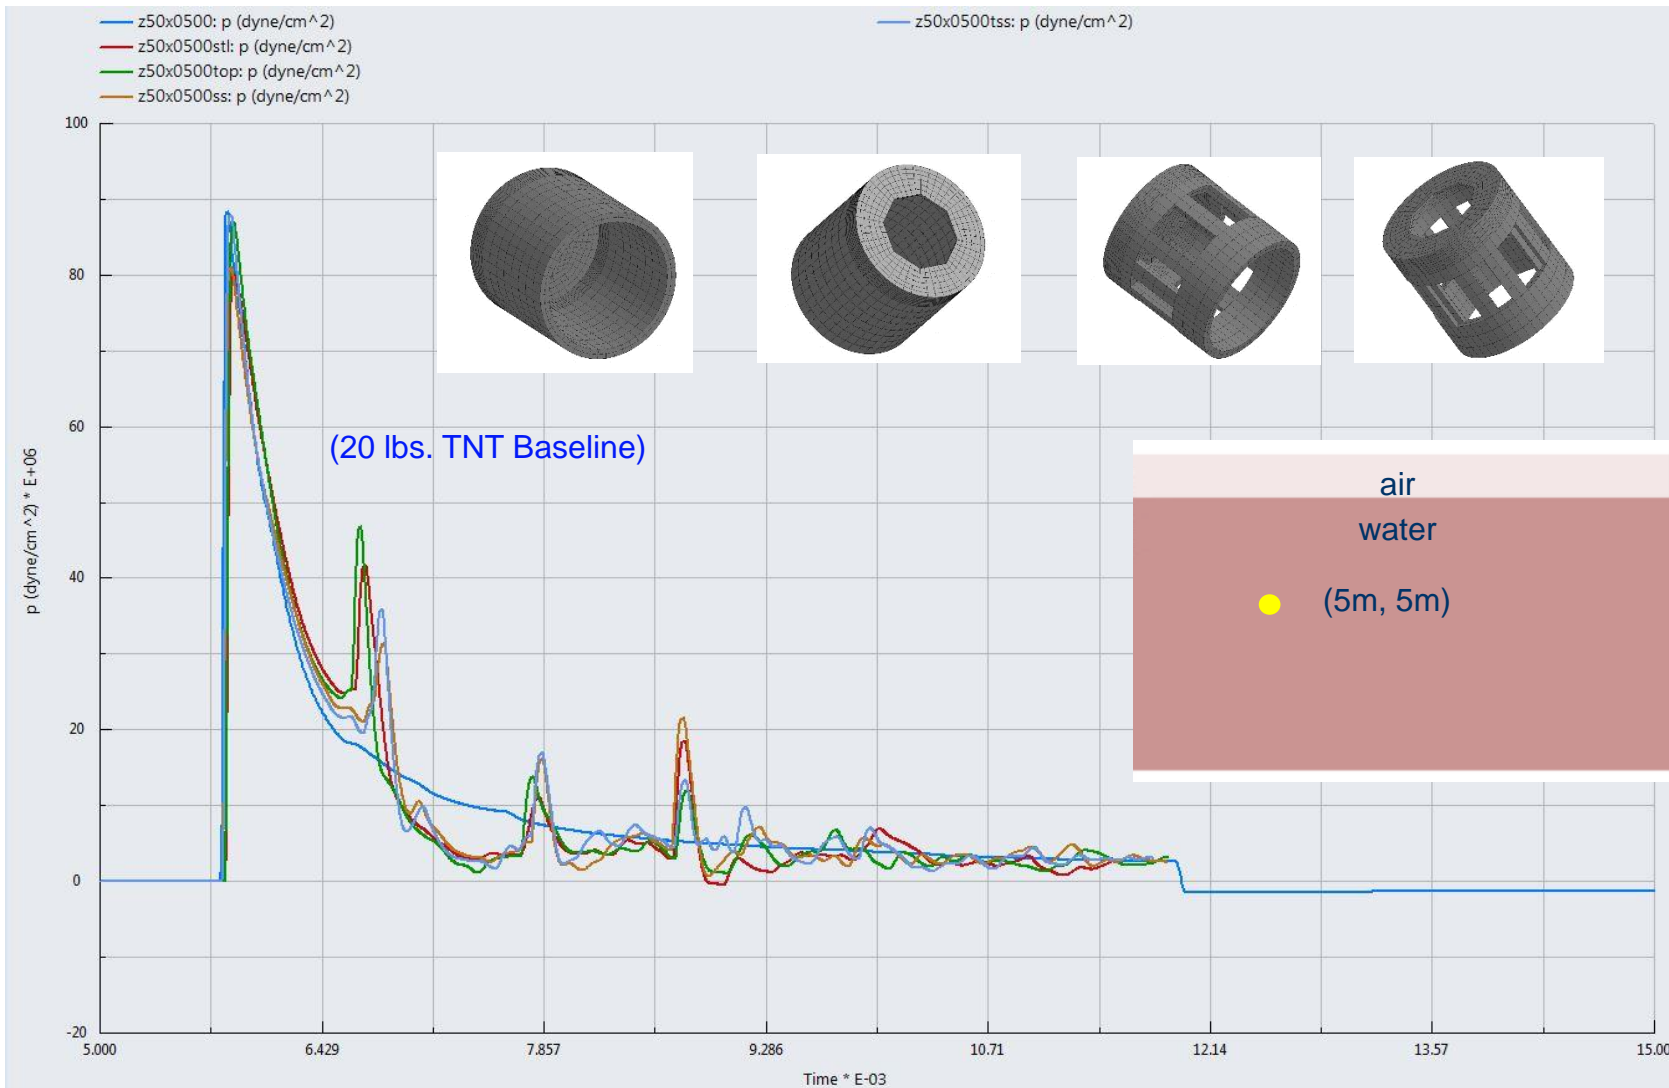 z50x0500: p (dyne/cm^2)
z50x0500stl: p (dyne/cm^2)
z50x0500top: p (dyne/cm^2)
z50x0500ss: p (dyne/cm^2)
z50x0500tss: p (dyne/cm^2)
100
80
60
40
20
0
-20
p (dyne/cm^2) * E+06
(20 lbs. TNT Baseline)
air
water
(5m, 5m)
5.000 6.429 7.857 9.286 10.71 12.14 13.57 15.00
Time * E-03